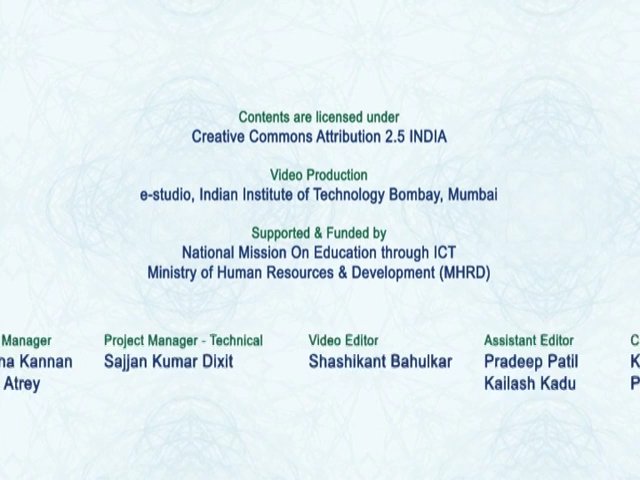 Contents are licensed under
Creative Commons Attribution 2.5 INDIA
Video Production
e-studio, Indian Institute of Technology Bombay, Mumbai
Supported & Funded by
National Mission On Education through ICT
Ministry of Human Resources & Development (MHRD)
Manager
Kannan
Atrey
Project Manager - Technical
Sajjan Kumar Dixit
Video Editor
Shashikant Bahulkar
Assistant Editor
Pradeep Patil
Kailash Kadu